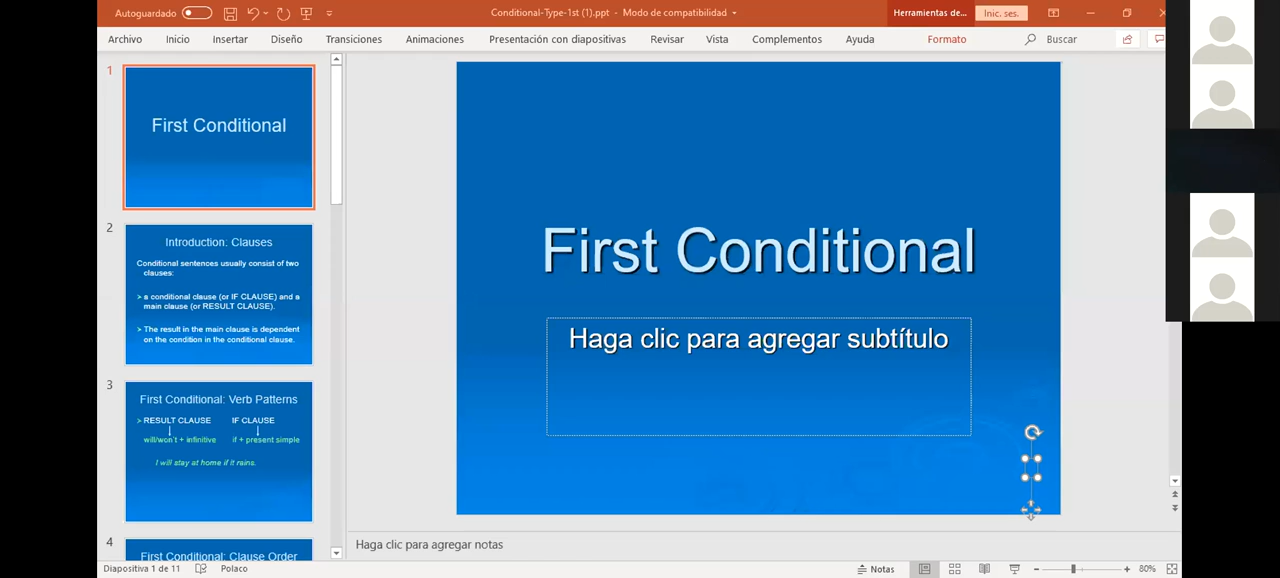 Autoguardado
Conditional-Type-1st (1).ppt - Modo de compatibilidad
Herramientas de...
Inic. ses.
Archivo Inicio Insertar Diseño Transiciones Animaciones Presentación con diapositivas Revisar Vista Complementos Ayuda Formato Buscar
1
First Conditional
2
Introduction: Clauses
Conditional sentences usually consist of two
clauses:
> a conditional clause (or IF CLAUSE) and a
main clause (or RESULT CLAUSE).
> The result in the main clause is dependent
on the condition in the conditional clause.
3
First Conditional: Verb Patterns
> RESULT CLAUSE IF CLAUSE
will/won't + infinitive if + present simple
I will stay at home if it rains.
4
First Conditional: Clause Order
First Conditional
Haga clic para agregar subtítulo
Haga clic para agregar notas
Diapositiva 1 de 11 Polaco Notas 80%